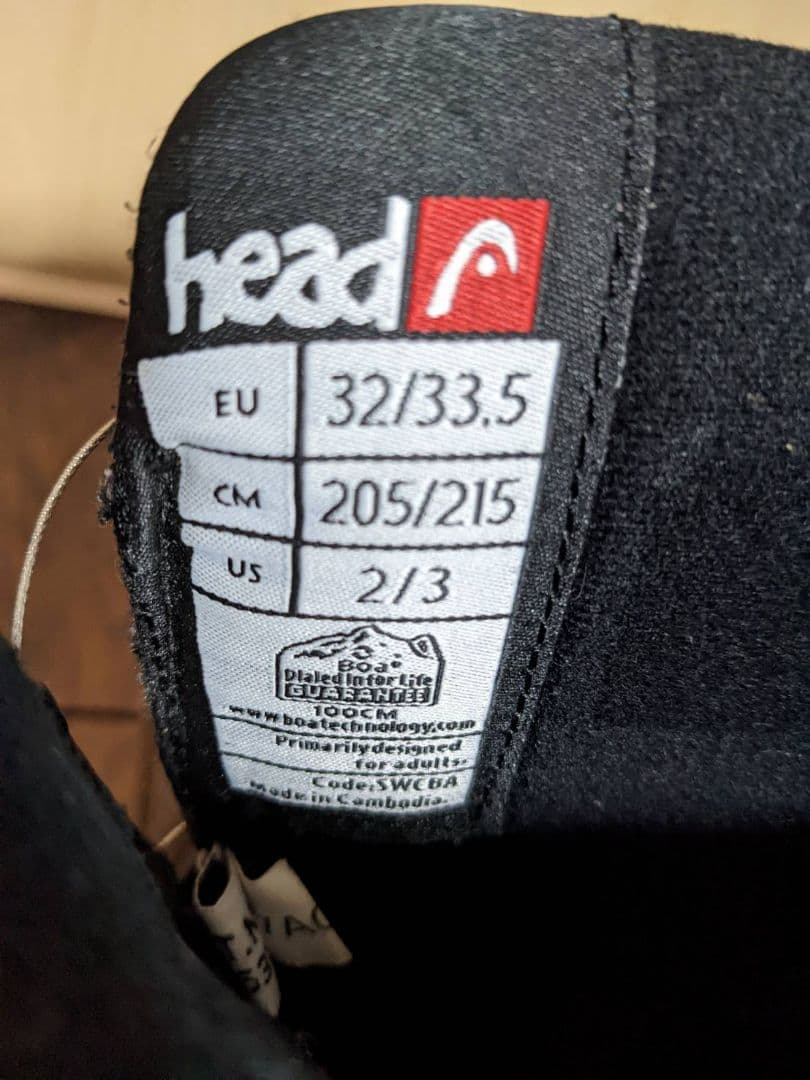 head
EU 32/33.5
CM 205/215
US 2/3
BOA®
Dialed In for Life
GUARANTEE
100CM
www.boatechnology.com
Primarily designed
for adults.
Code:SWCBA
Made in Cambodia.